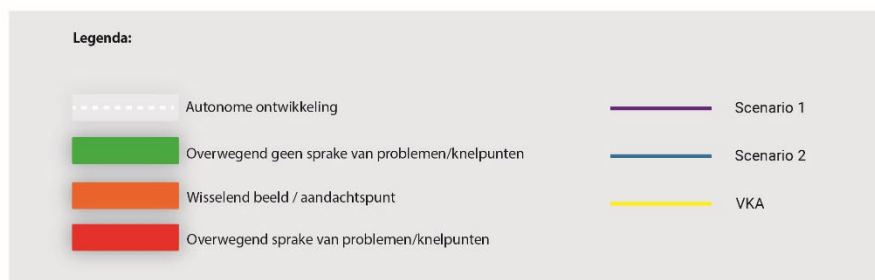 Legenda:
Autonome ontwikkeling
Scenario 1
Overwegend geen sprake van problemen/knelpunten
Scenario 2
Wisselend beeld / aandachtspunt
VKA
Overwegend sprake van problemen/knelpunten